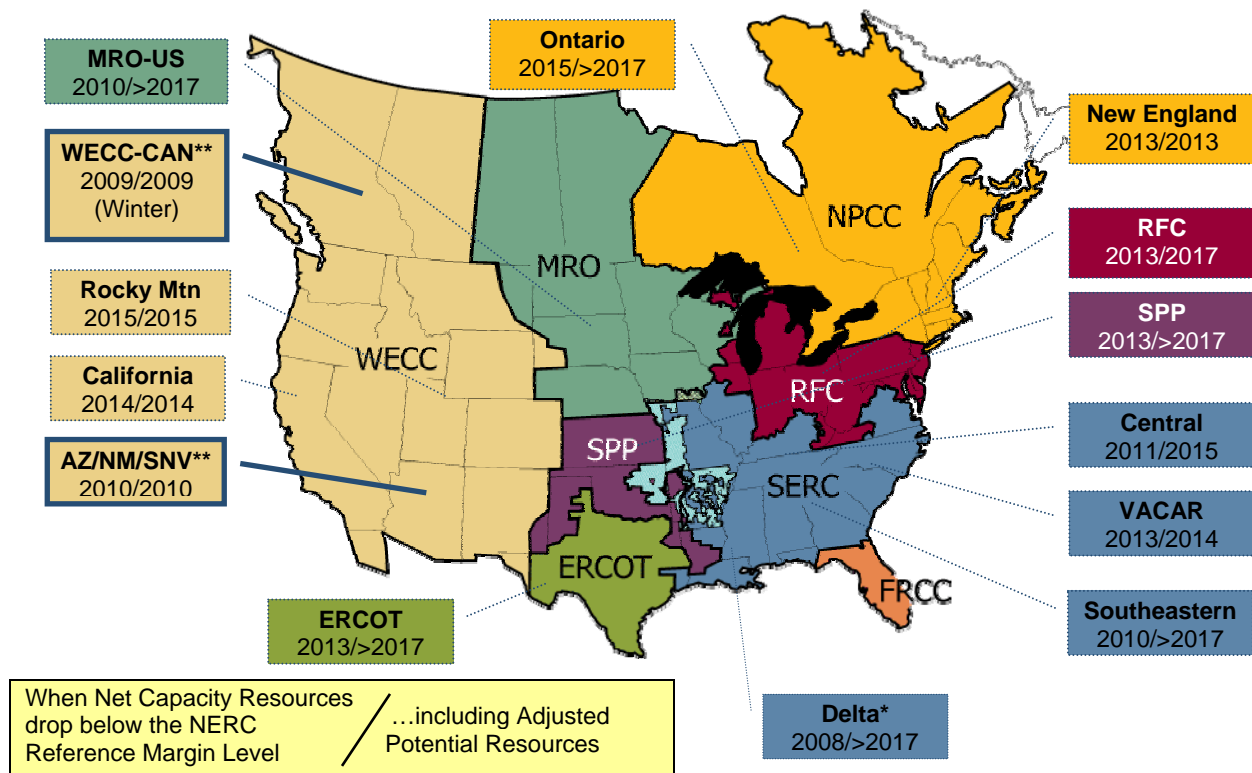 MRO-US
2010/>2017
Ontario
2015/>2017
New England
2013/2013
WECC-CAN**
2009/2009
(Winter)
NPCC
RFC
2013/2017
MRO
Rocky Mtn
2015/2015
SPP
2013/>2017
WECC
California
2014/2014
RFC
Central
2011/2015
SPP
AZ/NM/SNV**
2010/2010
SERC
VACAR
2013/2014
ERCOT
FRCC
ERCOT
2013/>2017
Southeastern
2010/>2017
When Net Capacity Resources
drop below the NERC
Reference Margin Level
…including Adjusted
Potential Resources
Delta*
2008/>2017